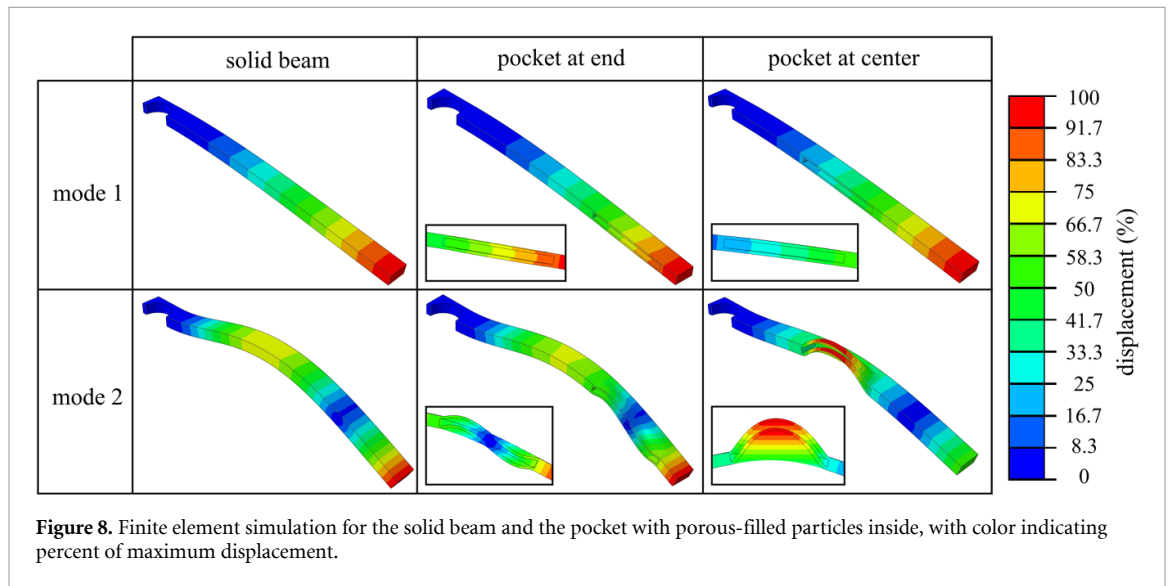 solid beam
pocket at end
pocket at center
mode 1
mode 2
100
91.7
83.3
75
66.7
58.3
50
41.7
33.3
25
16.7
8.3
0
displacement (%)
Figure 8. Finite element simulation for the solid beam and the pocket with porous-filled particles inside, with color indicating
percent of maximum displacement.